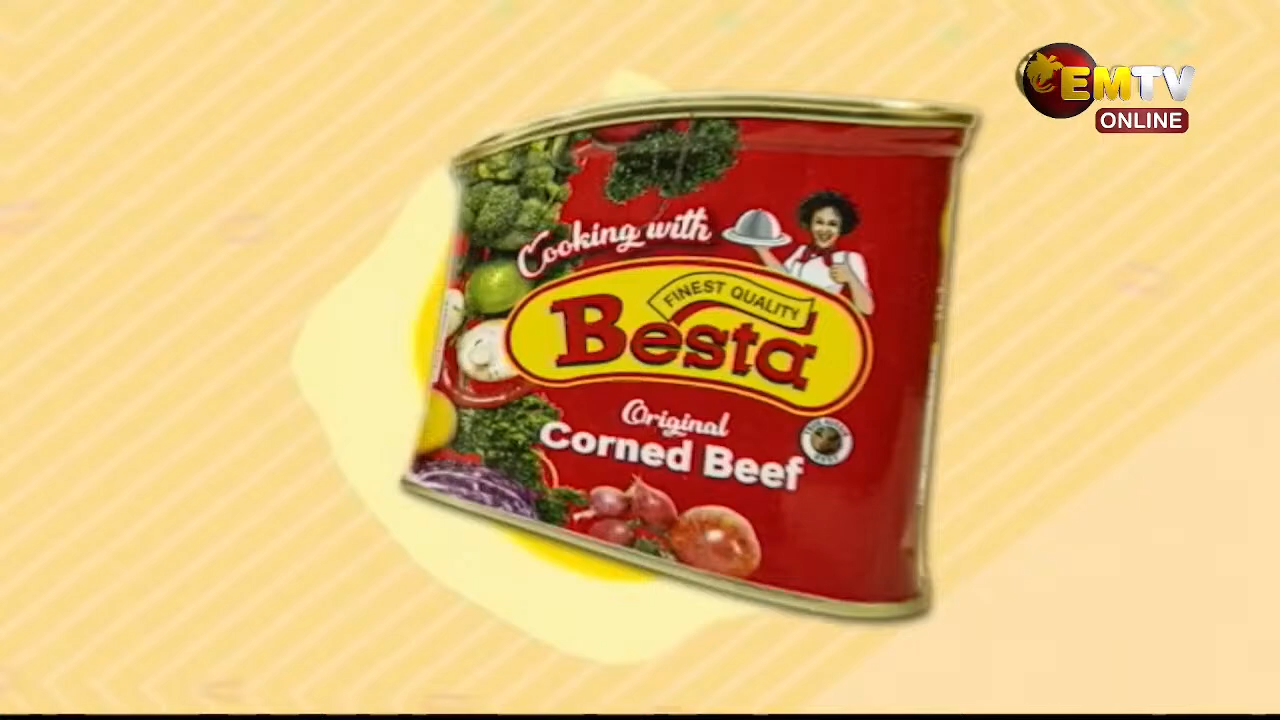 EMTV
ONLINE
Cooking with
FINEST QUALITY
Besta
Original
Corned Beef